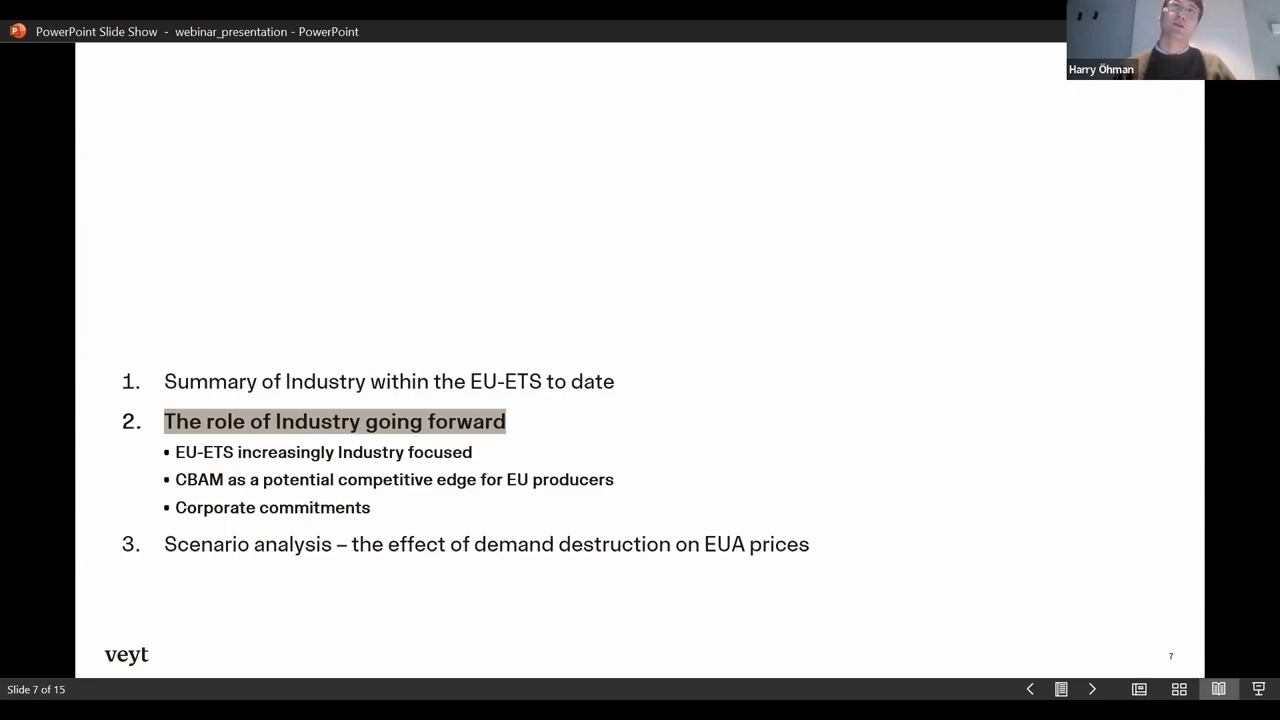 PowerPoint Slide Show - webinar_presentation - PowerPoint
Harry Öhman
1. Summary of Industry within the EU-ETS to date
2. The role of Industry going forward
• EU-ETS increasingly Industry focused
• CBAM as a potential competitive edge for EU producers
• Corporate commitments
3. Scenario analysis – the effect of demand destruction on EUA prices
veyt
7
Slide 7 of 15